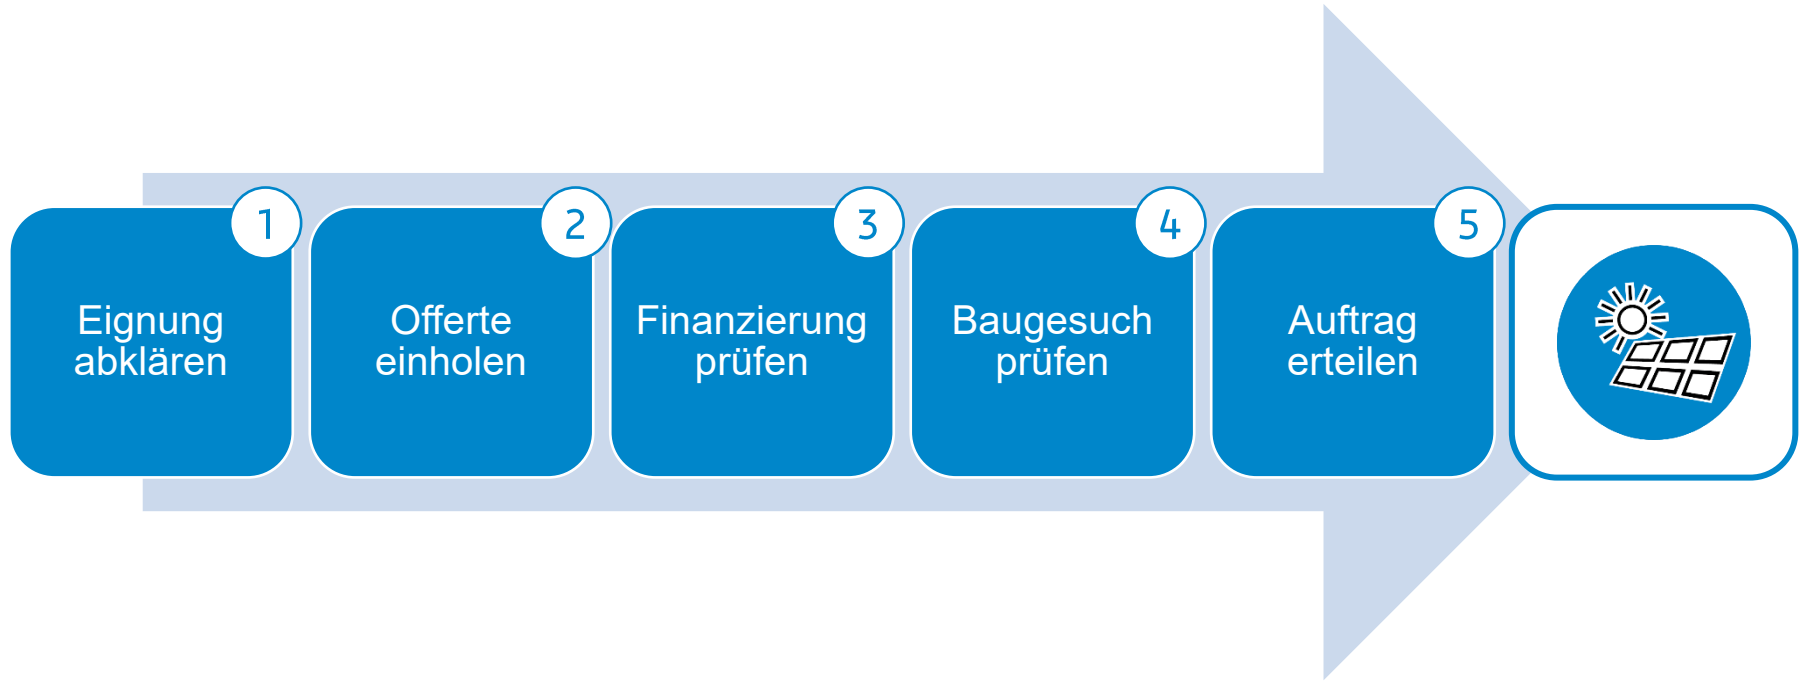 1
Eignung
abklären
2
Offerte
einholen
3
Finanzierung
prüfen
4
Baugesuch
prüfen
5
Auftrag
erteilen